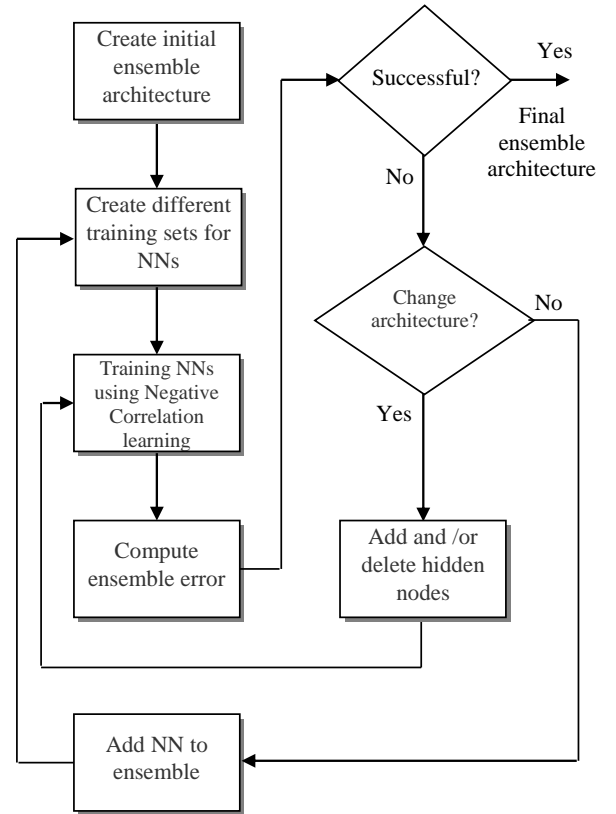 Create initial
ensemble
architecture
Create different
training sets for
NNs
Training NNs
using Negative
Correlation
learning
Compute
ensemble error
Successful?
Yes
Final
ensemble
architecture
No
Change
architecture?
No
Yes
Add and /or
delete hidden
nodes
Add NN to
ensemble